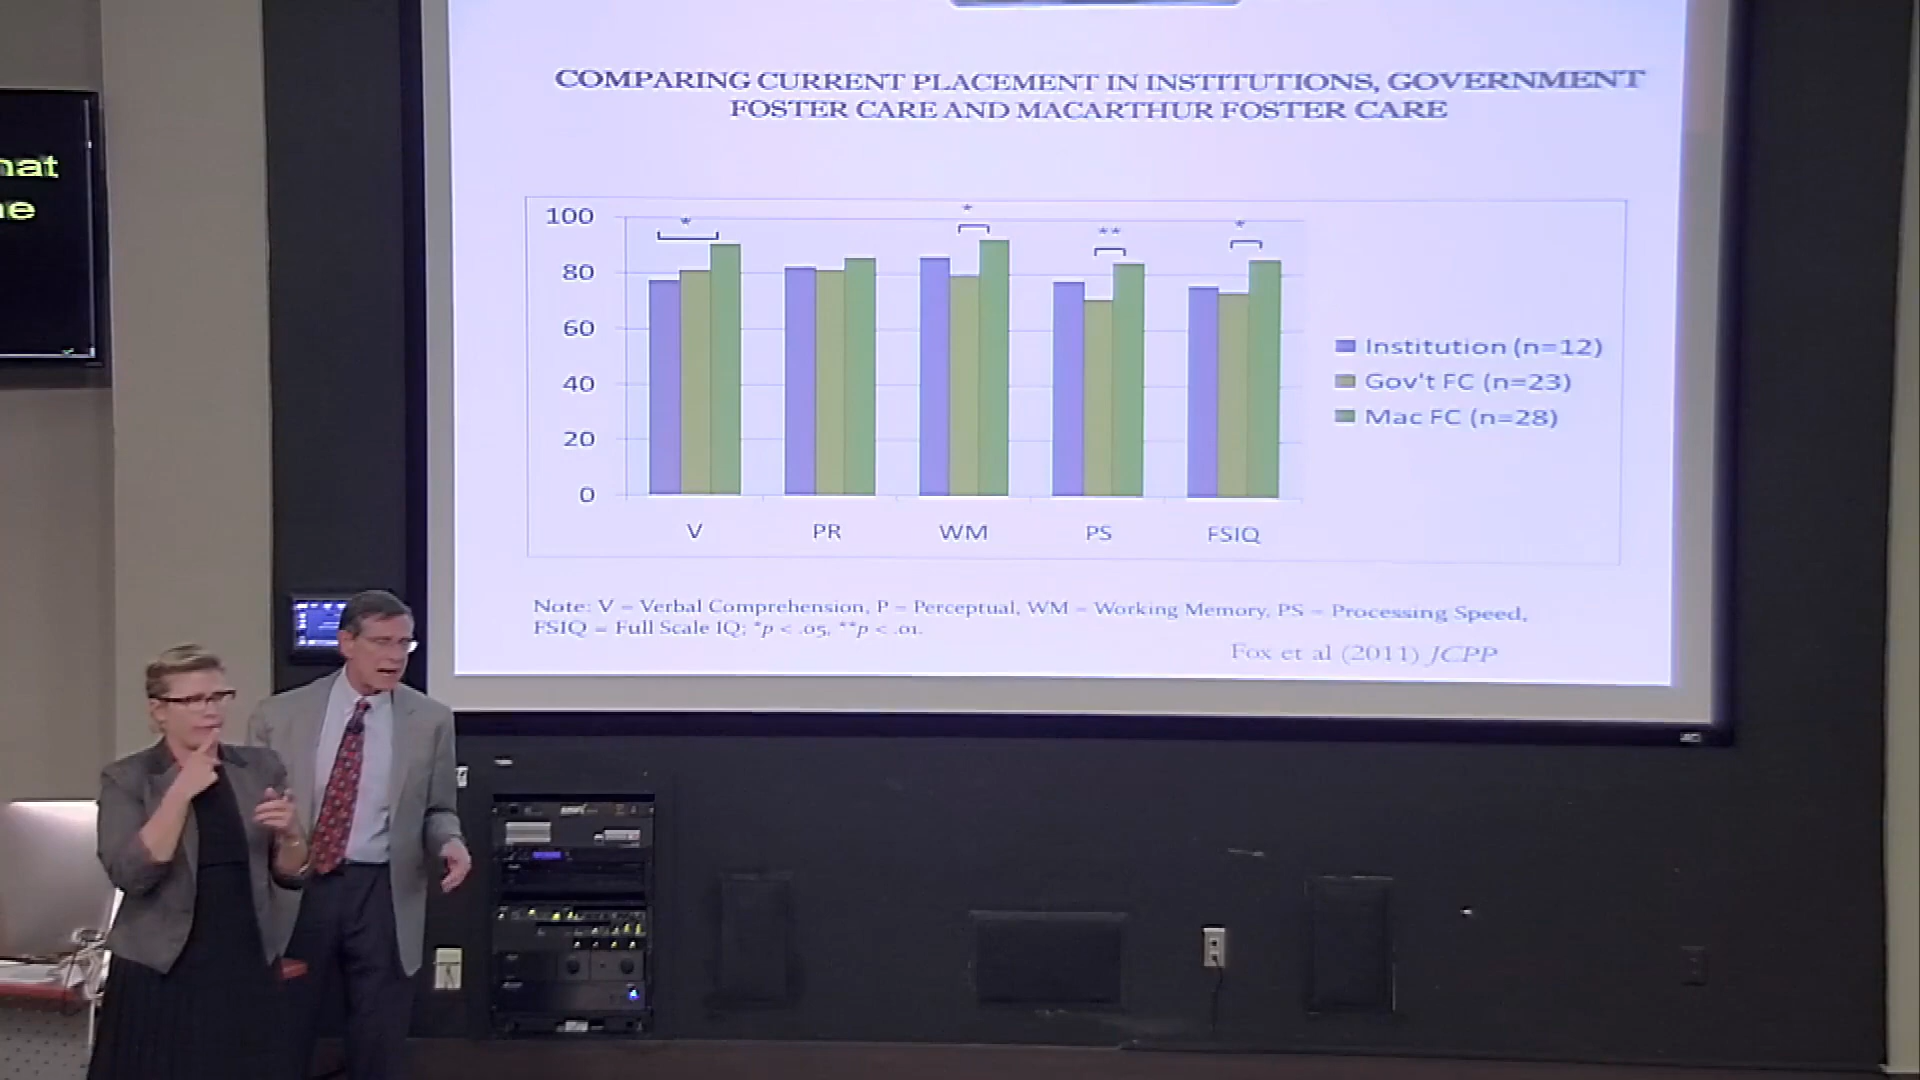 hat
he
COMPARING CURRENT PLACEMENT IN INSTITUTIONS, GOVERNMENT
FOSTER CARE AND MACARTHUR FOSTER CARE
100
80
60
40
20
0
*
*
**
*
V
PR
WM
PS
FSIQ
Institution (n=12)
Gov't FC (n=23)
Mac FC (n=28)
Note: V = Verbal Comprehension, P = Perceptual, WM = Working Memory, PS = Processing Speed,
FSIQ = Full Scale IQ; *p < .05, **p < .01.
Fox et al (2011) JCPP